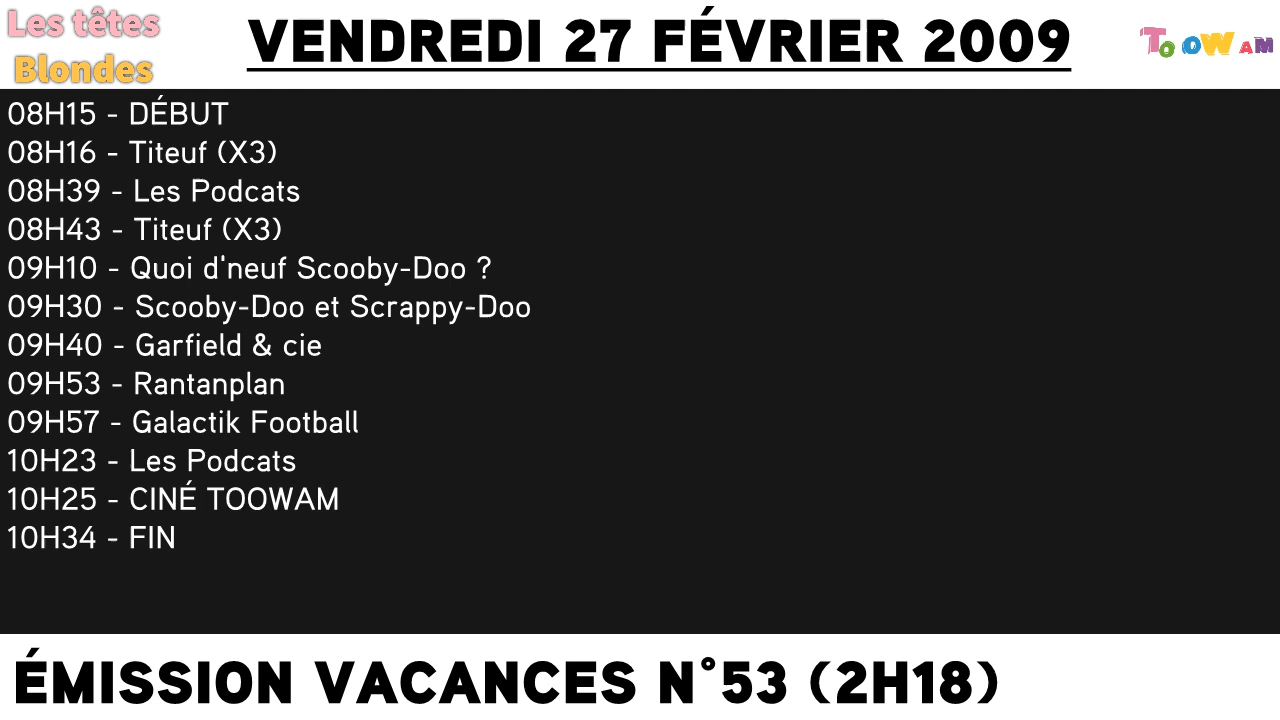 Les têtes
Blondes
VENDREDI 27 FÉVRIER 2009
TOOWAM
08H15 - DÉBUT
08H16 - Titeuf (X3)
08H39 - Les Podcats
08H43 - Titeuf (X3)
09H10 - Quoi d'neuf Scooby-Doo ?
09H30 - Scooby-Doo et Scrappy-Doo
09H40 - Garfield & cie
09H53 - Rantanplan
09H57 - Galactik Football
10H23 - Les Podcats
10H25 - CINÉ TOOWAM
10H34 - FIN
ÉMISSION VACANCES N°53 (2H18)